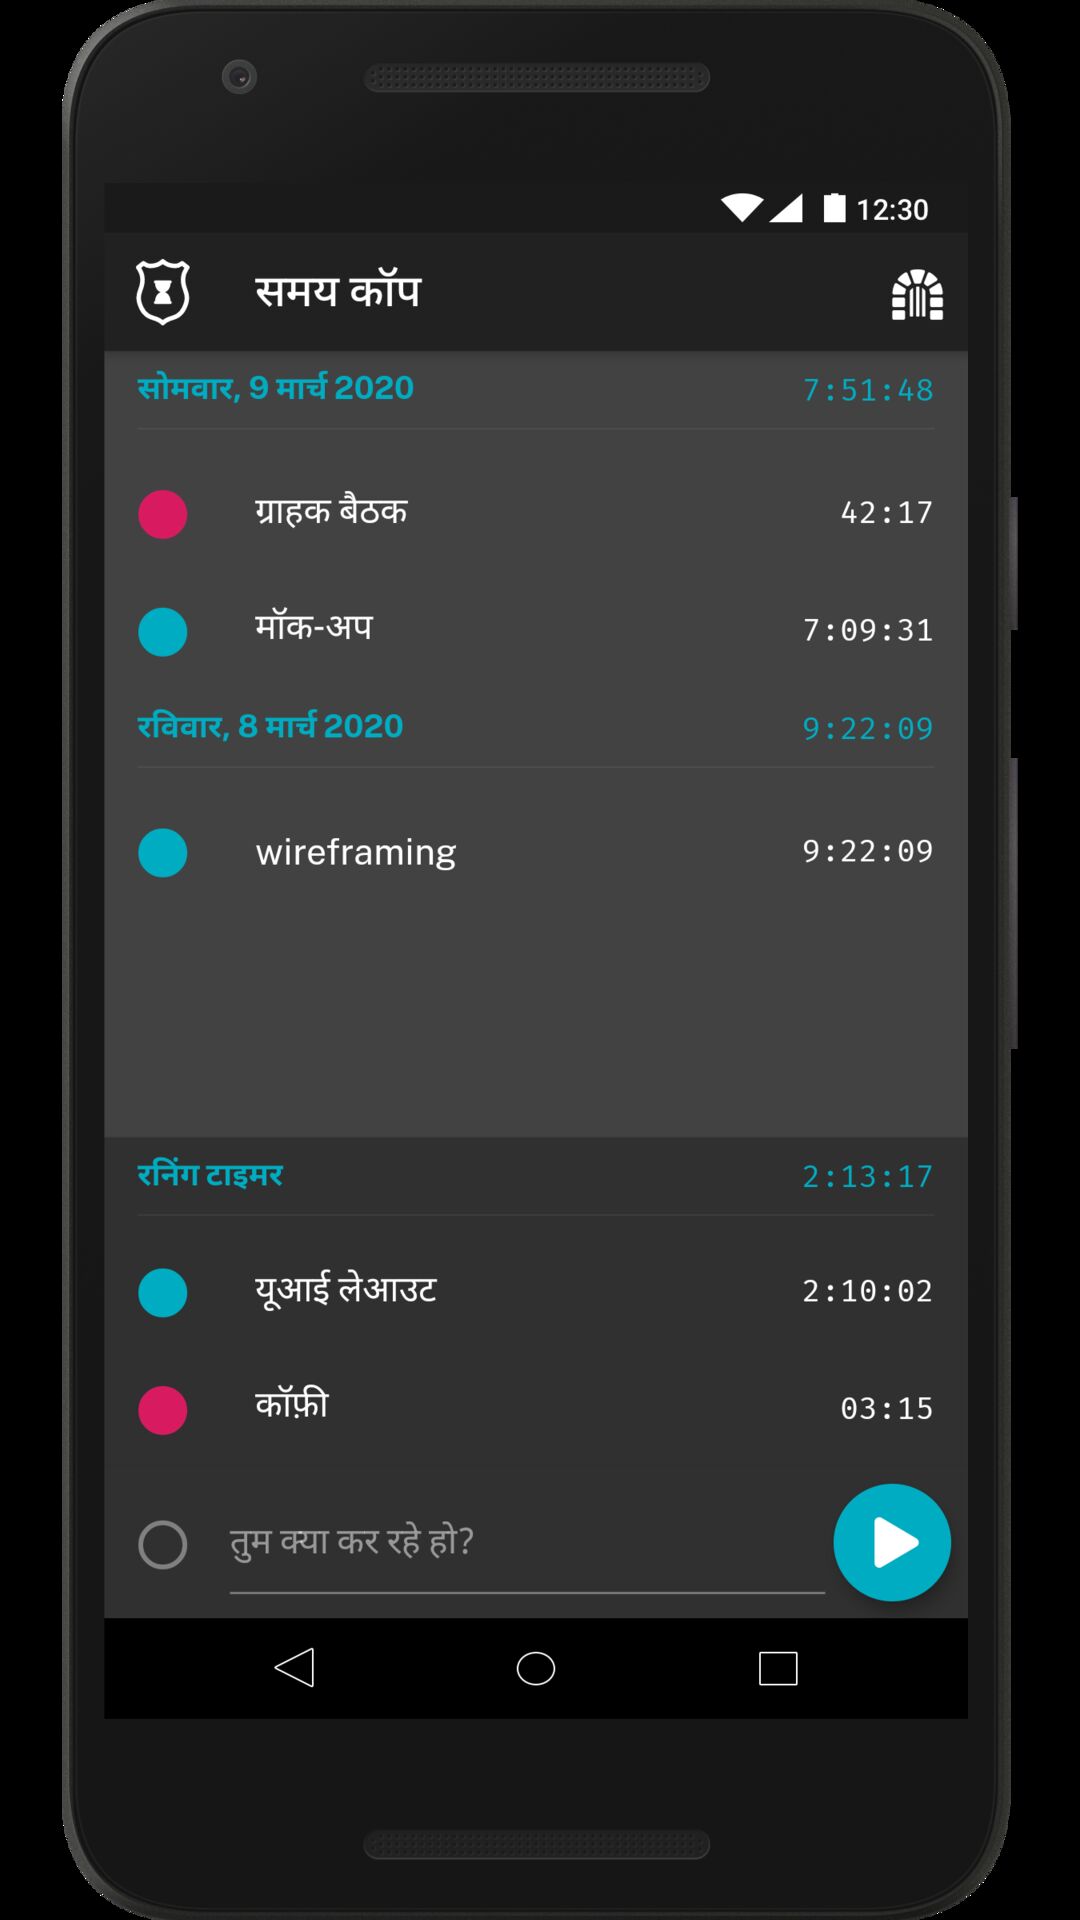 12:30
समय कॉप
सोमवार, 9 मार्च 2020 7:51:48
ग्राहक बैठक 42:17
मॉक-अप 7:09:31
रविवार, 8 मार्च 2020 9:22:09
wireframing 9:22:09
रनिंग टाइमर 2:13:17
यूआई लेआउट 2:10:02
कॉफ़ी 03:15
तुम क्या कर रहे हो?